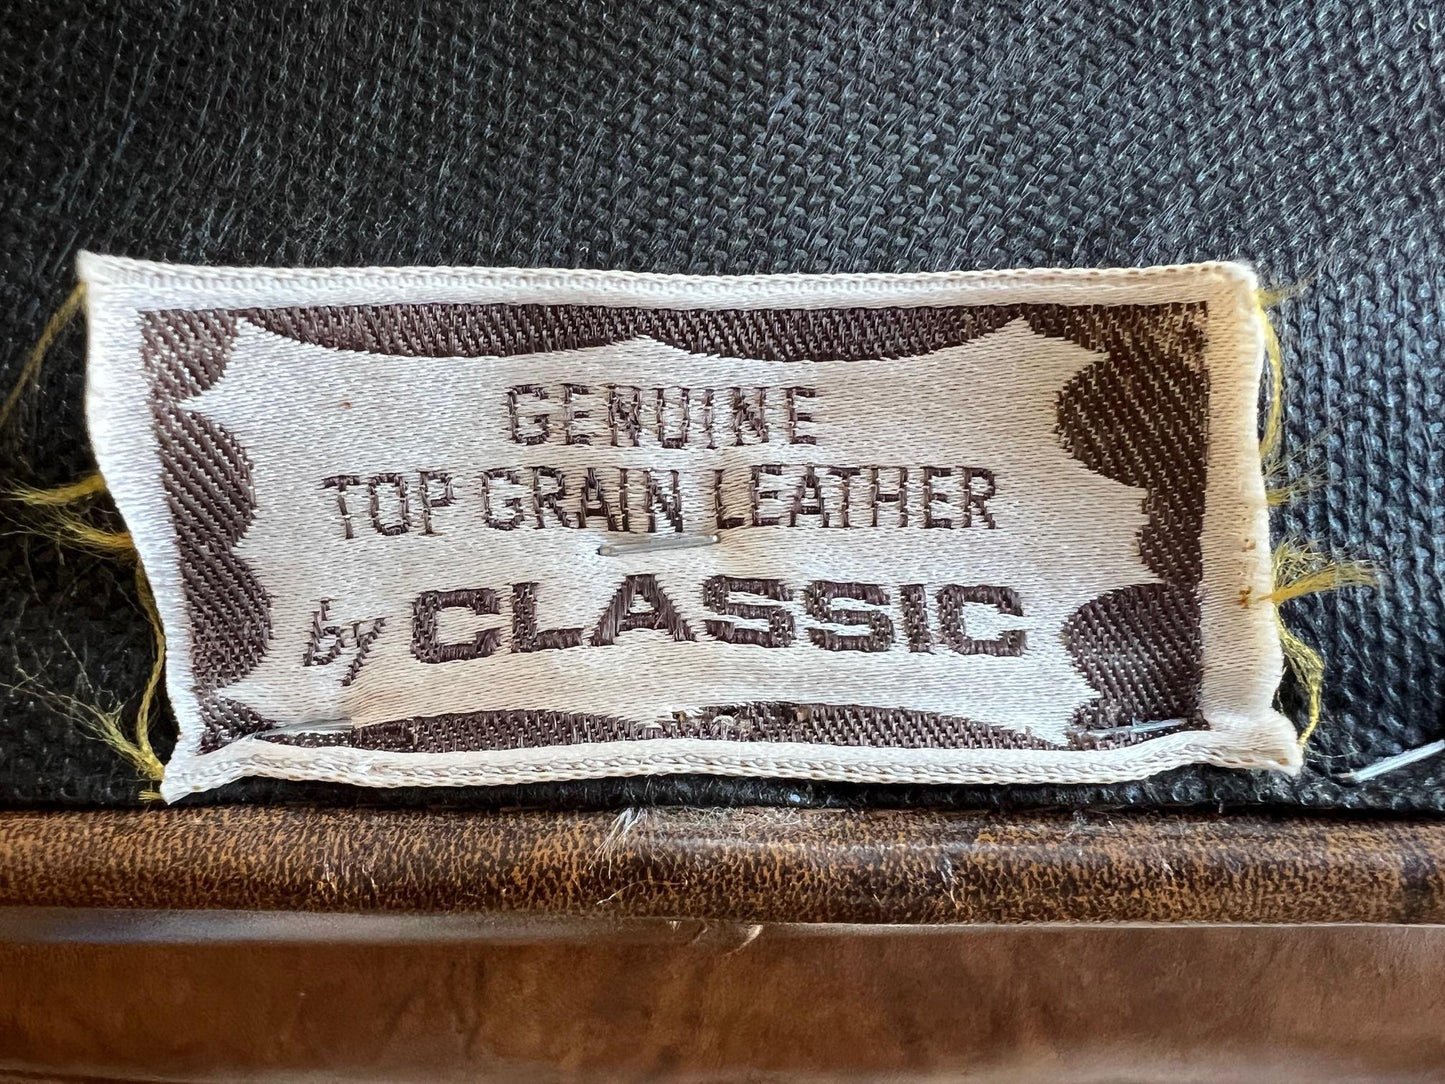 GENUINE
TOP GRAIN LEATHER
by CLASSIC